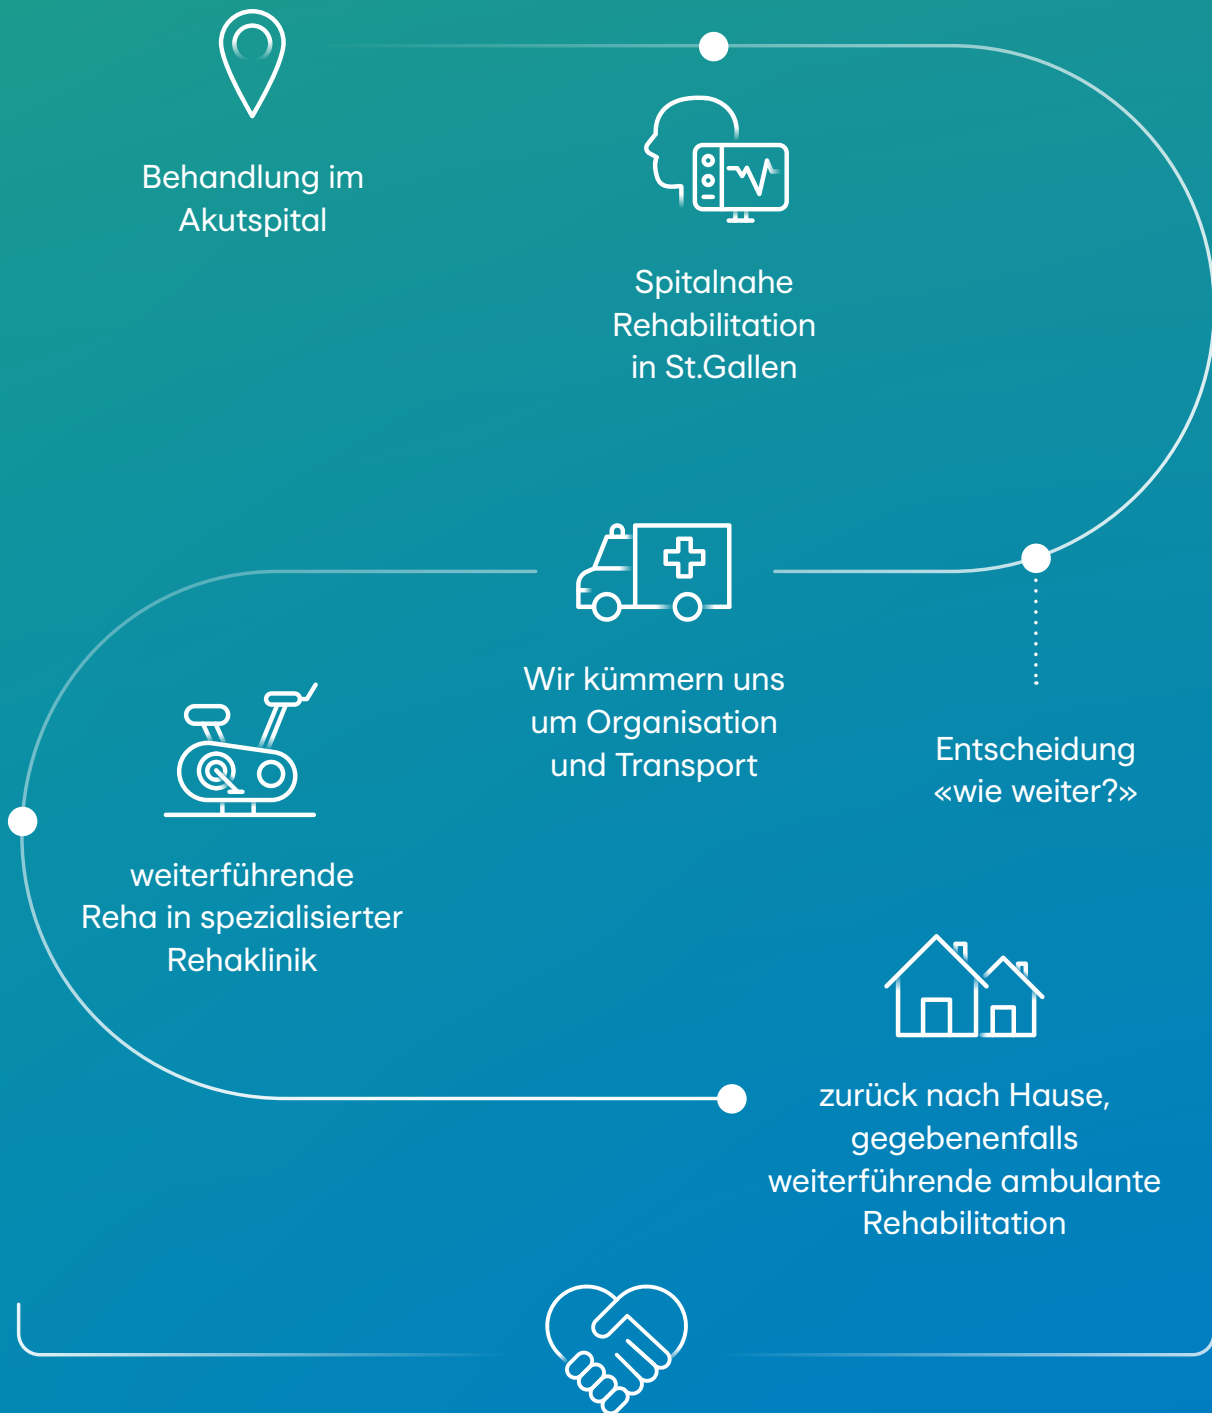 Behandlung im
Akutspital
Spitalnahe
Rehabilitation
in St.Gallen
Wir kümmern uns
um Organisation
und Transport
Entscheidung
«wie weiter?»
weiterführende
Reha in spezialisierter
Rehaklinik
zurück nach Hause,
gegebenenfalls
weiterführende ambulante
Rehabilitation